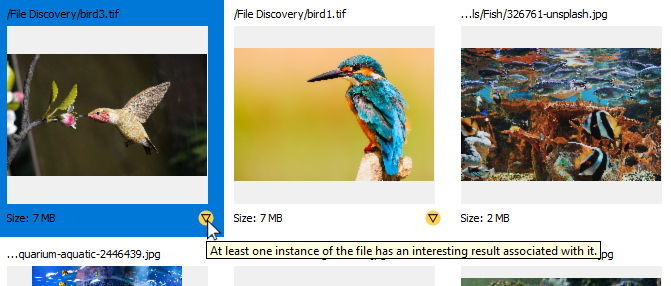 /File Discovery/bird3.tif
/File Discovery/bird1.tif
...ls/Fish/326761-unsplash.jpg
Size: 7 MB
Size: 7 MB
Size: 2 MB
At least one instance of the file has an interesting result associated with it.
...quarium-aquatic-2446439.jpg
.jpg